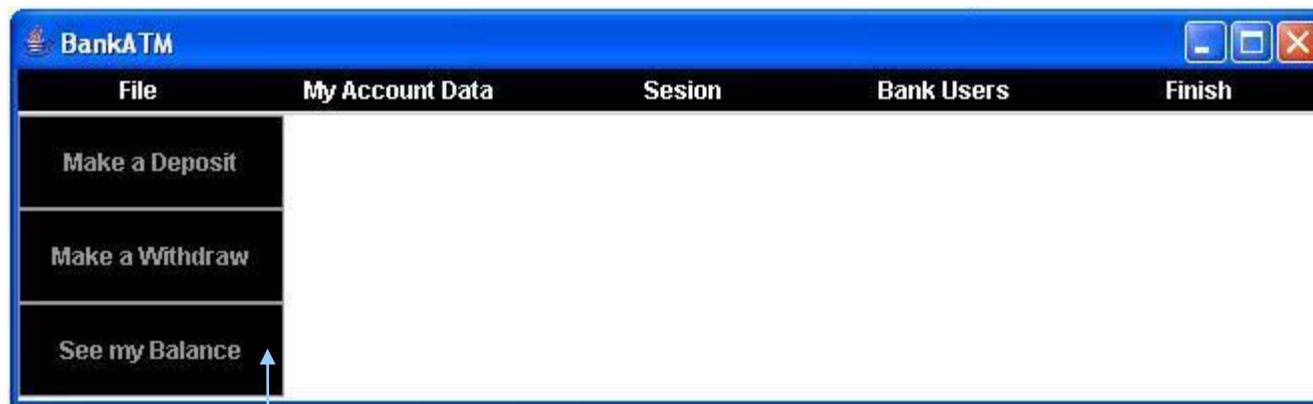 BankATM
File My Account Data Sesion Bank Users Finish
Make a Deposit
Make a Withdraw
See my Balance